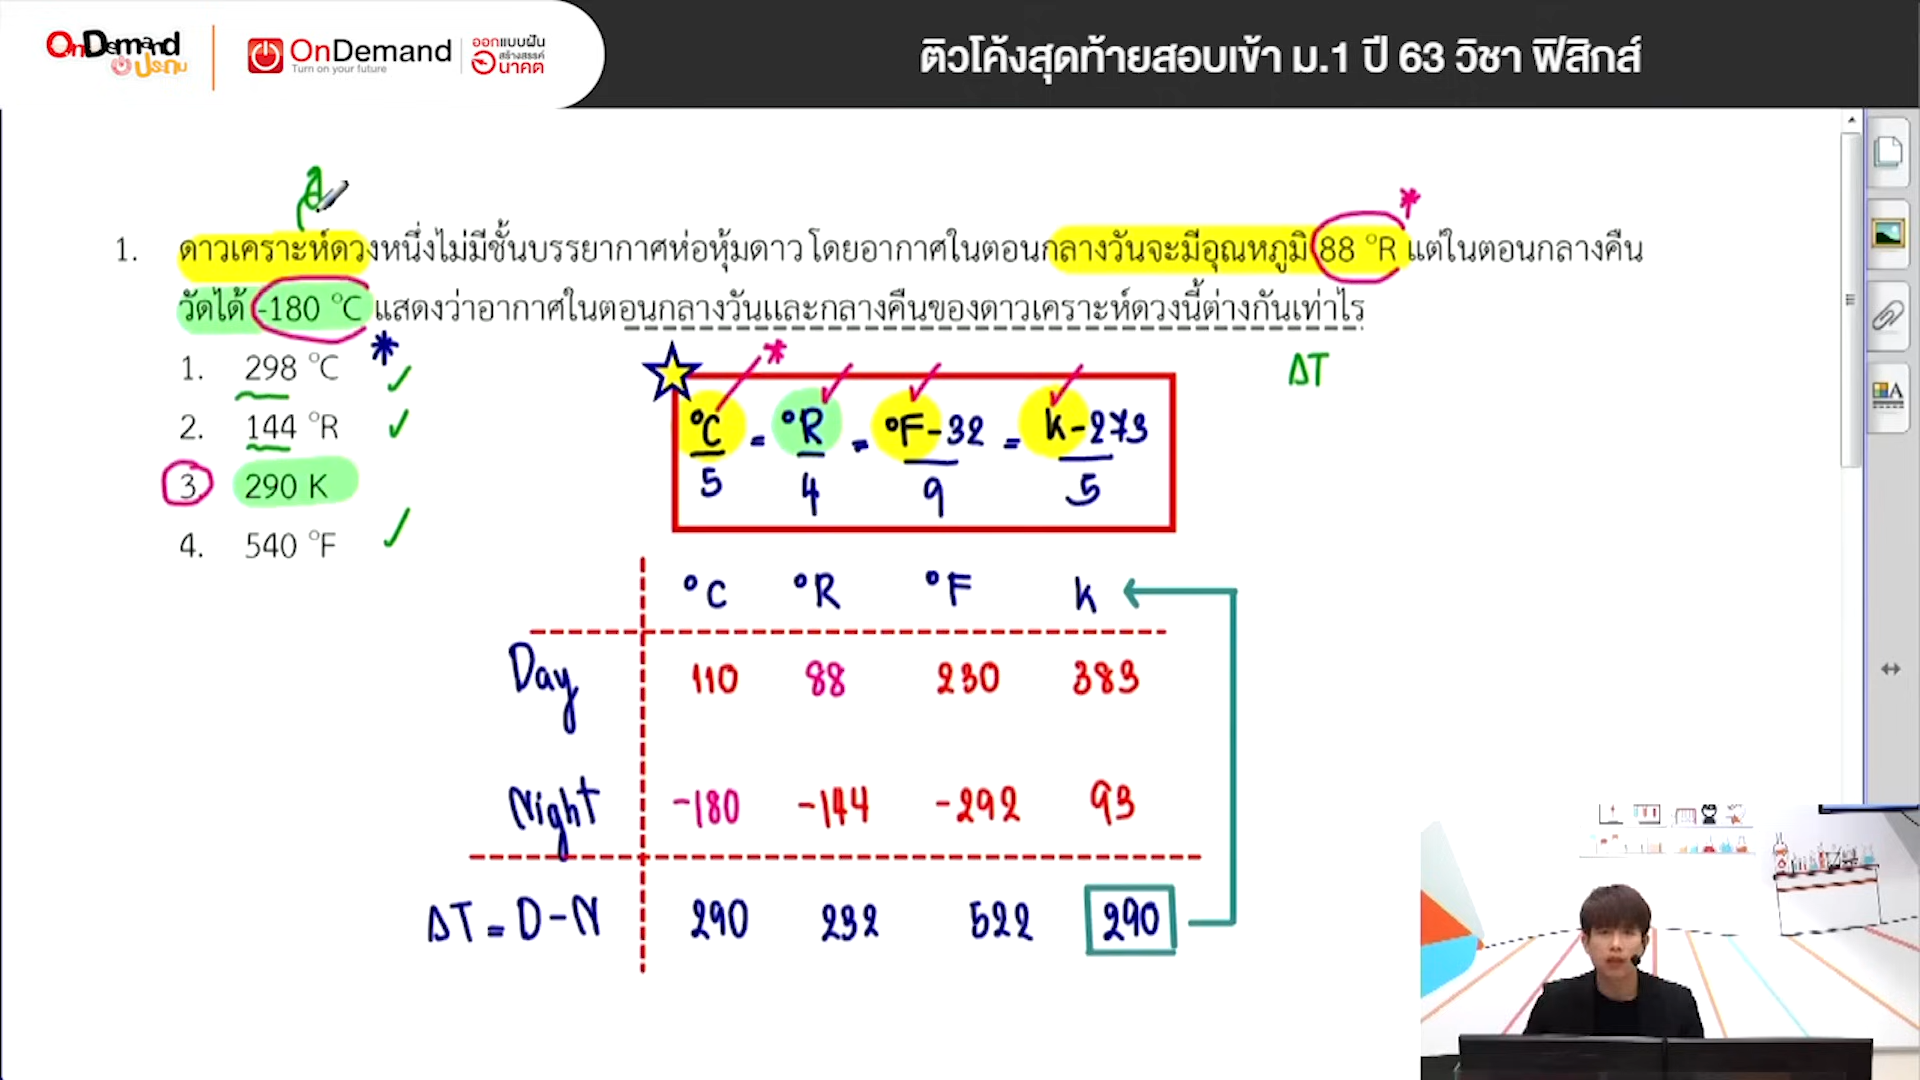 OnDemand ประถม
OnDemand
Turn on your future
ออกแบบฝัน
สร้างสรรค์
อนาคต
ติวโค้งสุดท้ายสอบเข้า ม.1 ปี 63 วิชา ฟิสิกส์
1. ดาวเคราะห์ดวงหนึ่งไม่มีชั้นบรรยากาศห่อหุ้มดาว โดยอากาศในตอนกลางวันจะมีอุณหภูมิ 88 °R แต่ในตอนกลางคืน
วัดได้ -180 °C แสดงว่าอากาศในตอนกลางวันและกลางคืนของดาวเคราะห์ดวงนี้ต่างกันเท่าไร
ΔT
1. 298 °C
2. 144 °R
3. 290 K
4. 540 °F
°C/5 = °R/4 = °F-32/9 = K-273/5
°C °R °F K
Day 110 88 230 383
Night -180 -144 -292 93
ΔT = D-N 290 232 522 290